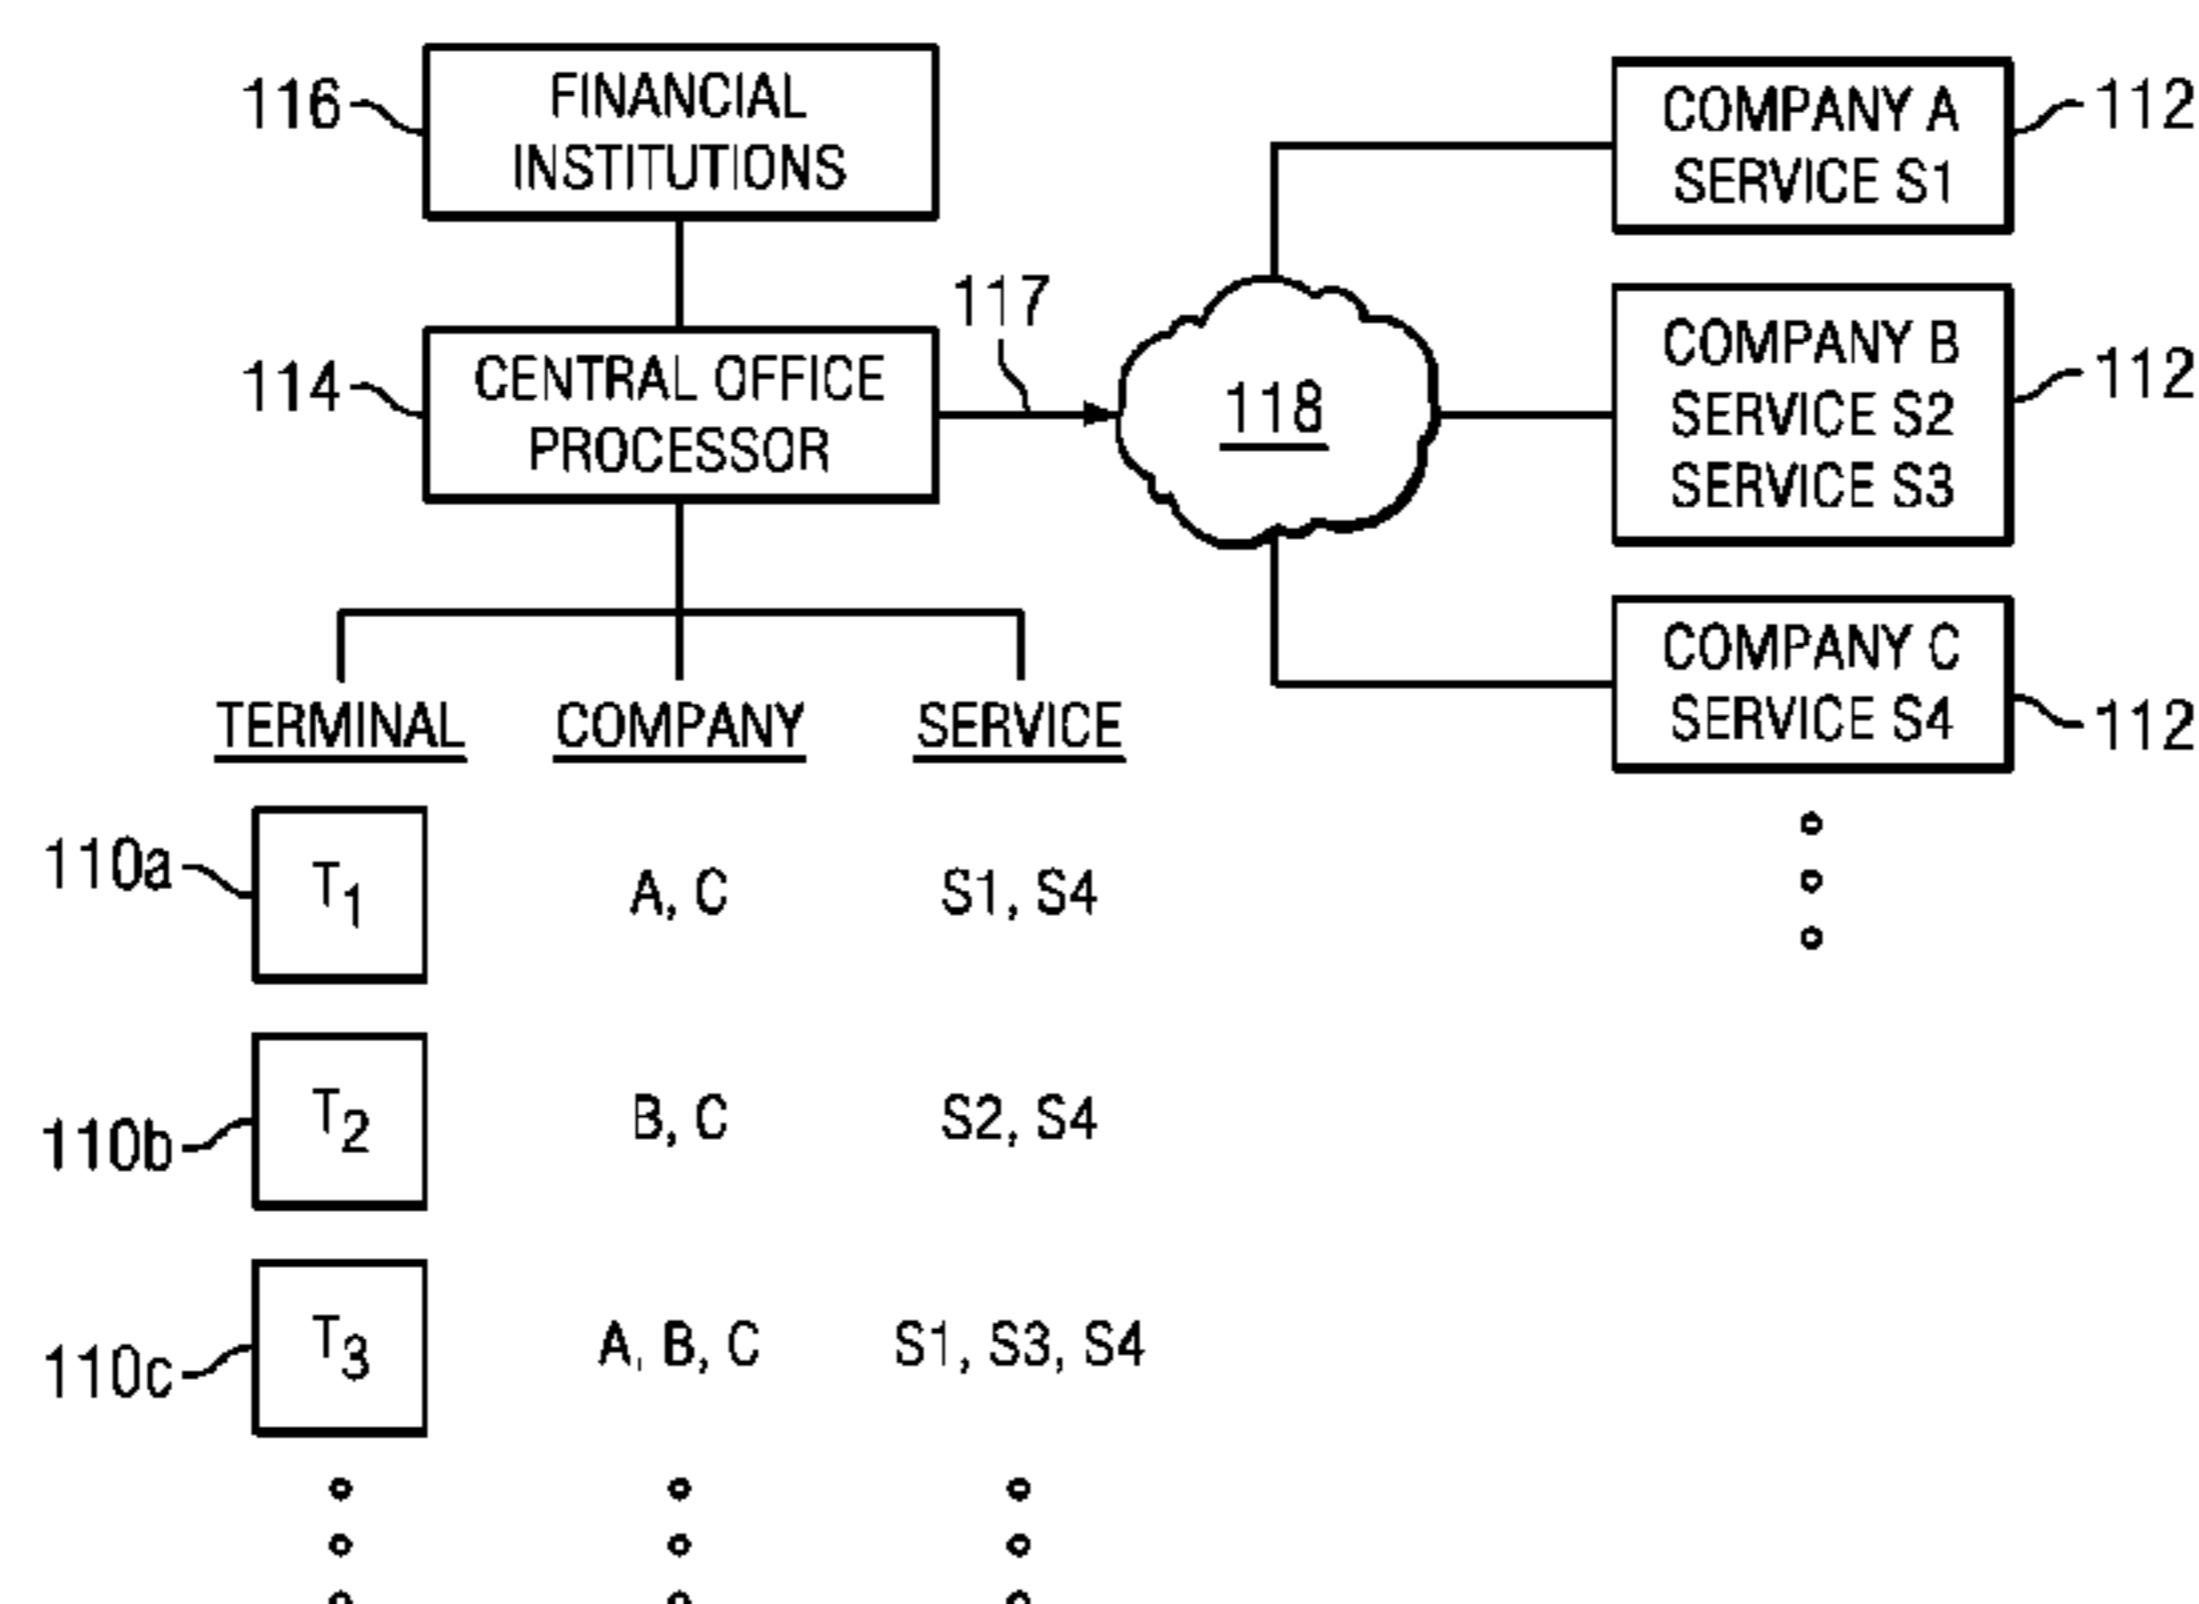 116
FINANCIAL
INSTITUTIONS
COMPANY A
SERVICE S1
112
117
114
CENTRAL OFFICE
PROCESSOR
118
COMPANY B
SERVICE S2
SERVICE S3
112
COMPANY C
SERVICE S4
112
TERMINAL COMPANY SERVICE
110a T1 A, C S1, S4
110b T2 B, C S2, S4
110c T3 A, B, C S1, S3, S4